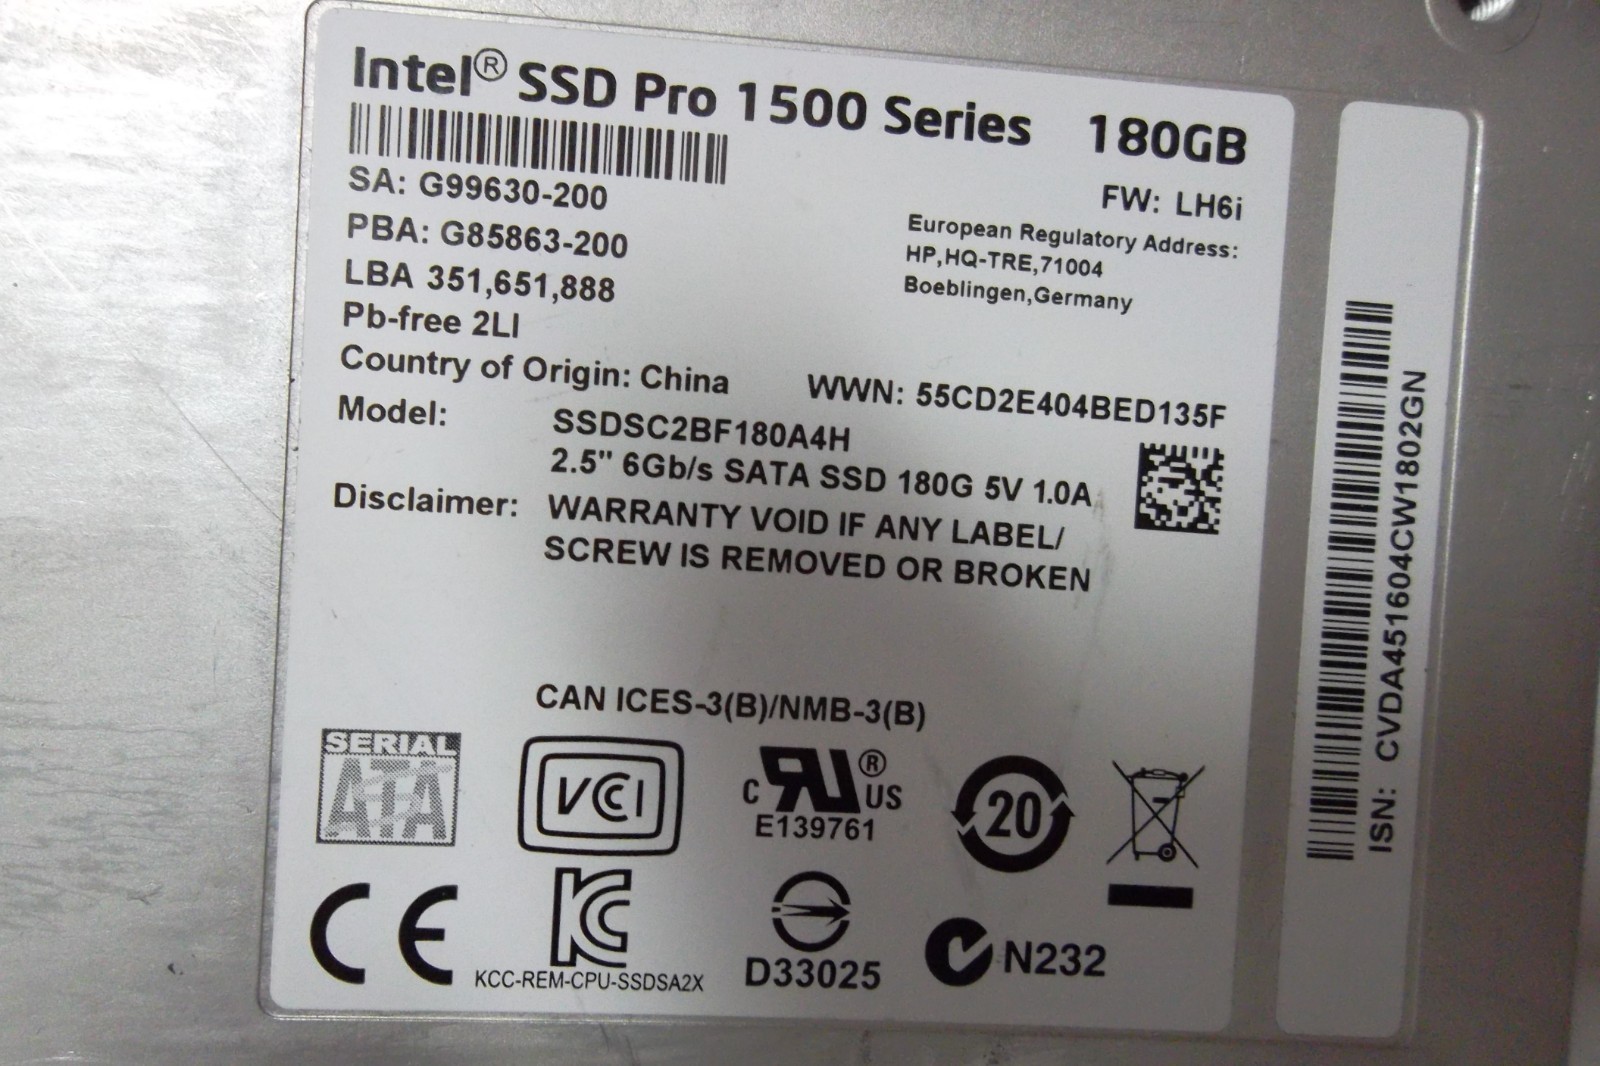 Intel® SSD Pro 1500 Series 180GB
SA: G99630-200
FW: LH6i
PBA: G85863-200
European Regulatory Address:
HP,HQ-TRE,71004
Boeblingen,Germany
LBA 351,651,888
Pb-free 2LI
Country of Origin: China
WWN: 55CD2E404BED135F
Model: SSDSC2BF180A4H
2.5" 6Gb/s SATA SSD 180G 5V 1.0A
Disclaimer: WARRANTY VOID IF ANY LABEL/
SCREW IS REMOVED OR BROKEN
CAN ICES-3(B)/NMB-3(B)
SERIAL
ATA
VCI
c RU® US
E139761
20
CE
KC
KCC-REM-CPU-SSDSA2X
D33025
N232
ISN: CVDA451604CW1802GN